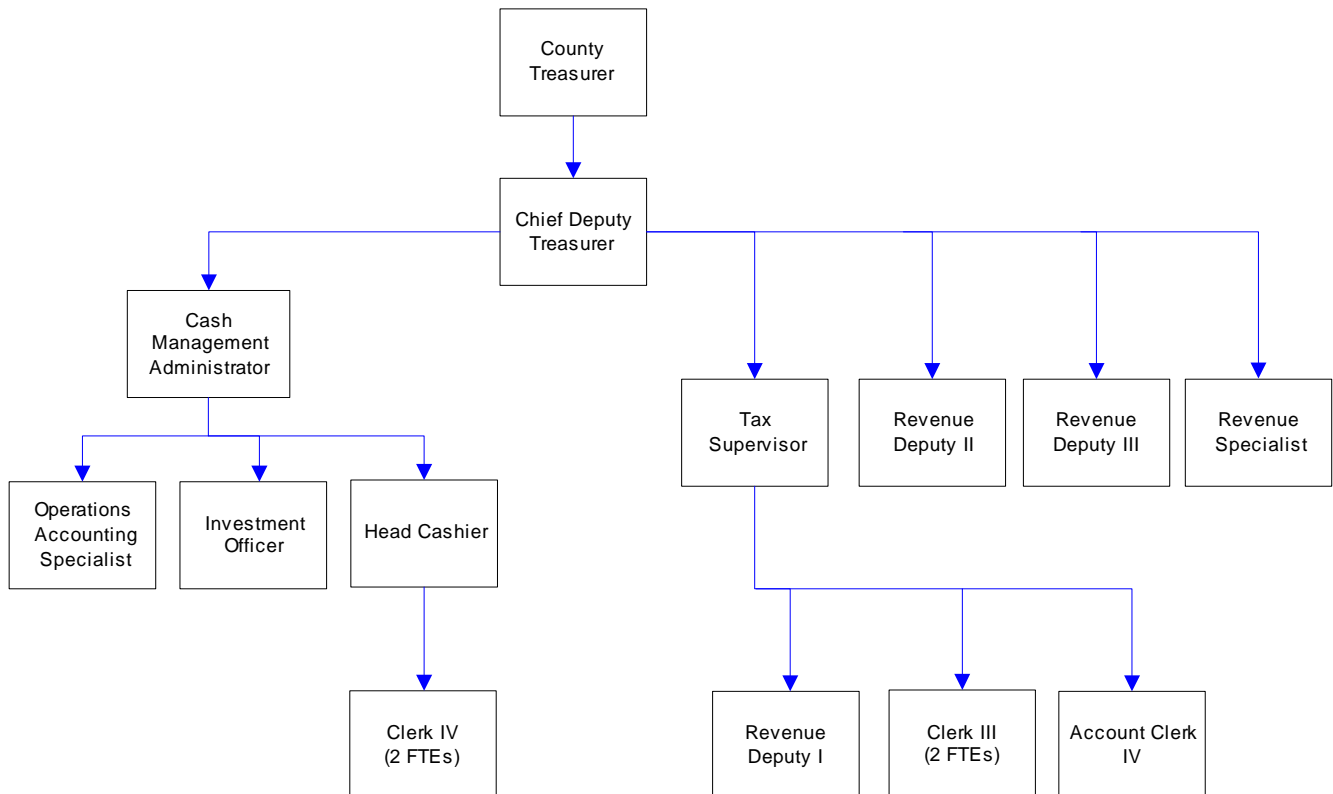 County
Treasurer
Chief Deputy
Treasurer
Cash
Management
Administrator
Tax
Supervisor
Revenue
Deputy II
Revenue
Deputy III
Revenue
Specialist
Operations
Accounting
Specialist
Investment
Officer
Head Cashier
Clerk IV
(2 FTEs)
Revenue
Deputy I
Clerk III
(2 FTEs)
Account Clerk
IV